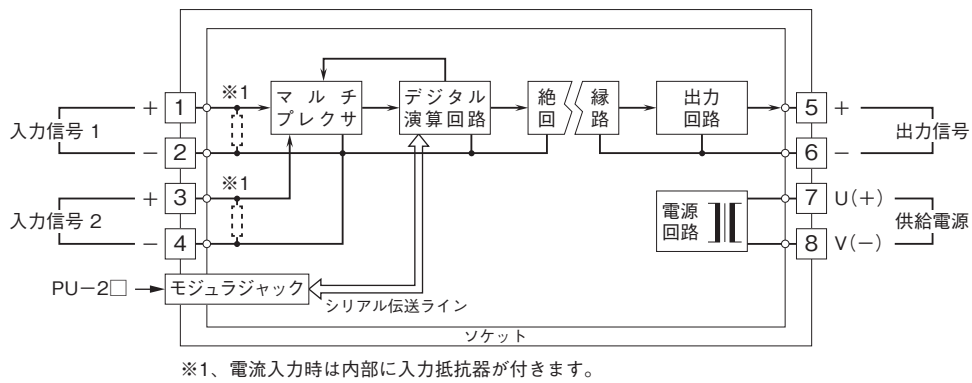 入力信号 1
+ 1
− 2
入力信号 2
+ 3
− 4
※1
※1
マ ル チ
プレクサ
デジタル
演算回路
絶 縁
回 路
出力
回路
5 +
6 −
出力信号
電源
回路
7 U(+)
8 V(−)
供給電源
PU−2□
モジュラジャック
シリアル伝送ライン
ソケット
※1、電流入力時は内部に入力抵抗器が付きます。